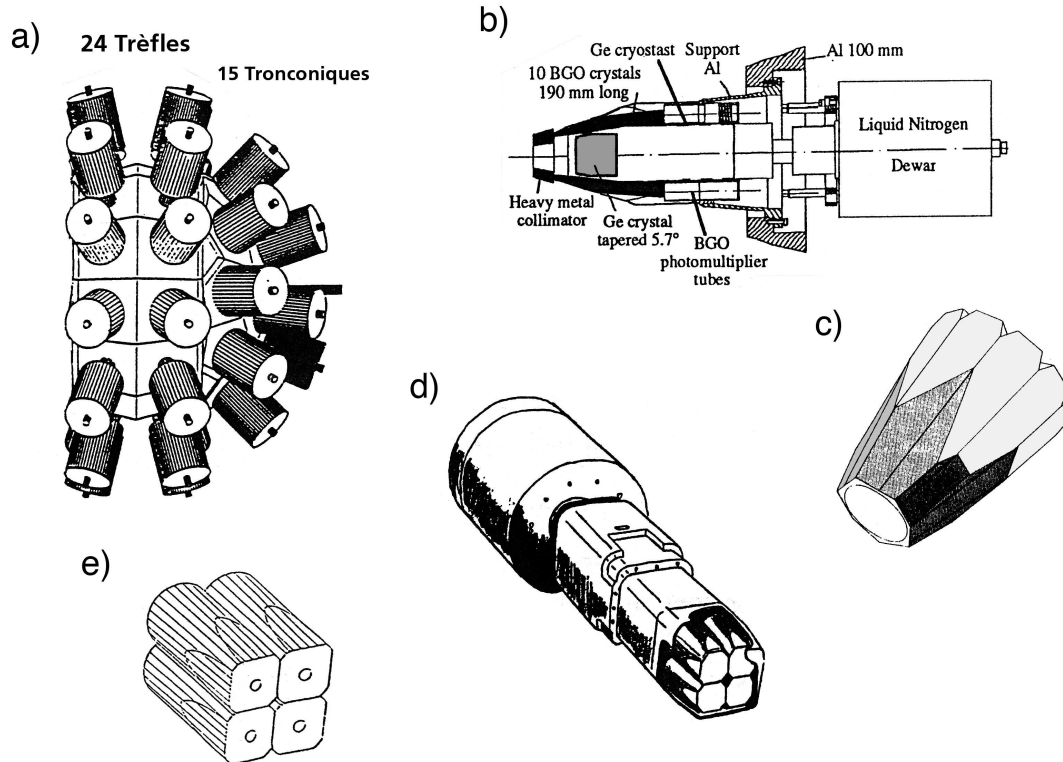 a)
24 Trèfles
15 Tronconiques
b)
Ge cryostast
Support
Al
Al 100 mm
10 BGO crystals
190 mm long
Liquid Nitrogen
Dewar
Heavy metal
collimator
Ge crystal
tapered 5.7°
BGO
photomultiplier
tubes
c)
d)
e)